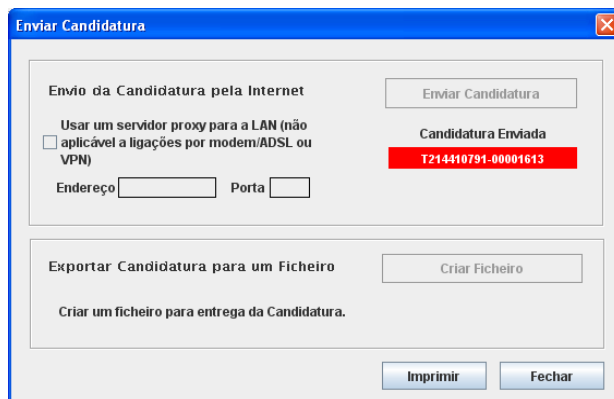 Enviar Candidatura
Envio da Candidatura pela Internet
Enviar Candidatura
Usar um servidor proxy para a LAN (não
aplicável a ligações por modem/ADSL ou
VPN)
Candidatura Enviada
T214410791-00001613
Endereço Porta
Exportar Candidatura para um Ficheiro
Criar Ficheiro
Criar um ficheiro para entrega da Candidatura.
Imprimir Fechar